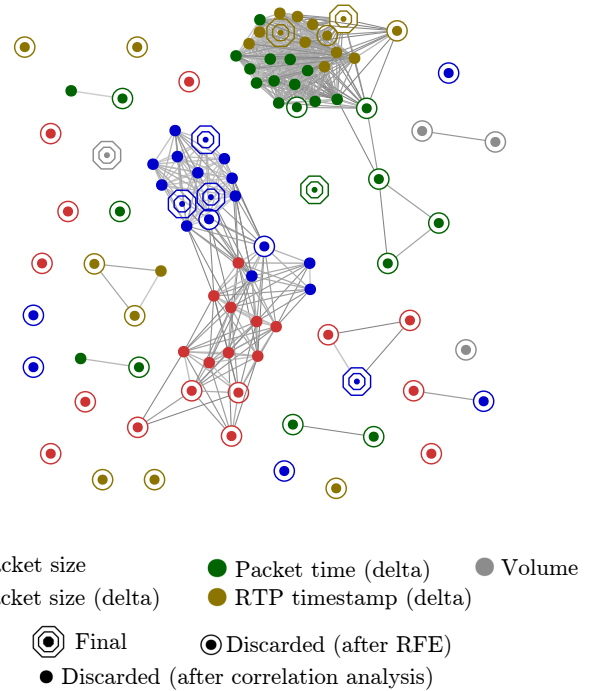 cket size
Packet time (delta)
Volume
cket size (delta)
RTP timestamp (delta)
Final
Discarded (after RFE)
Discarded (after correlation analysis)